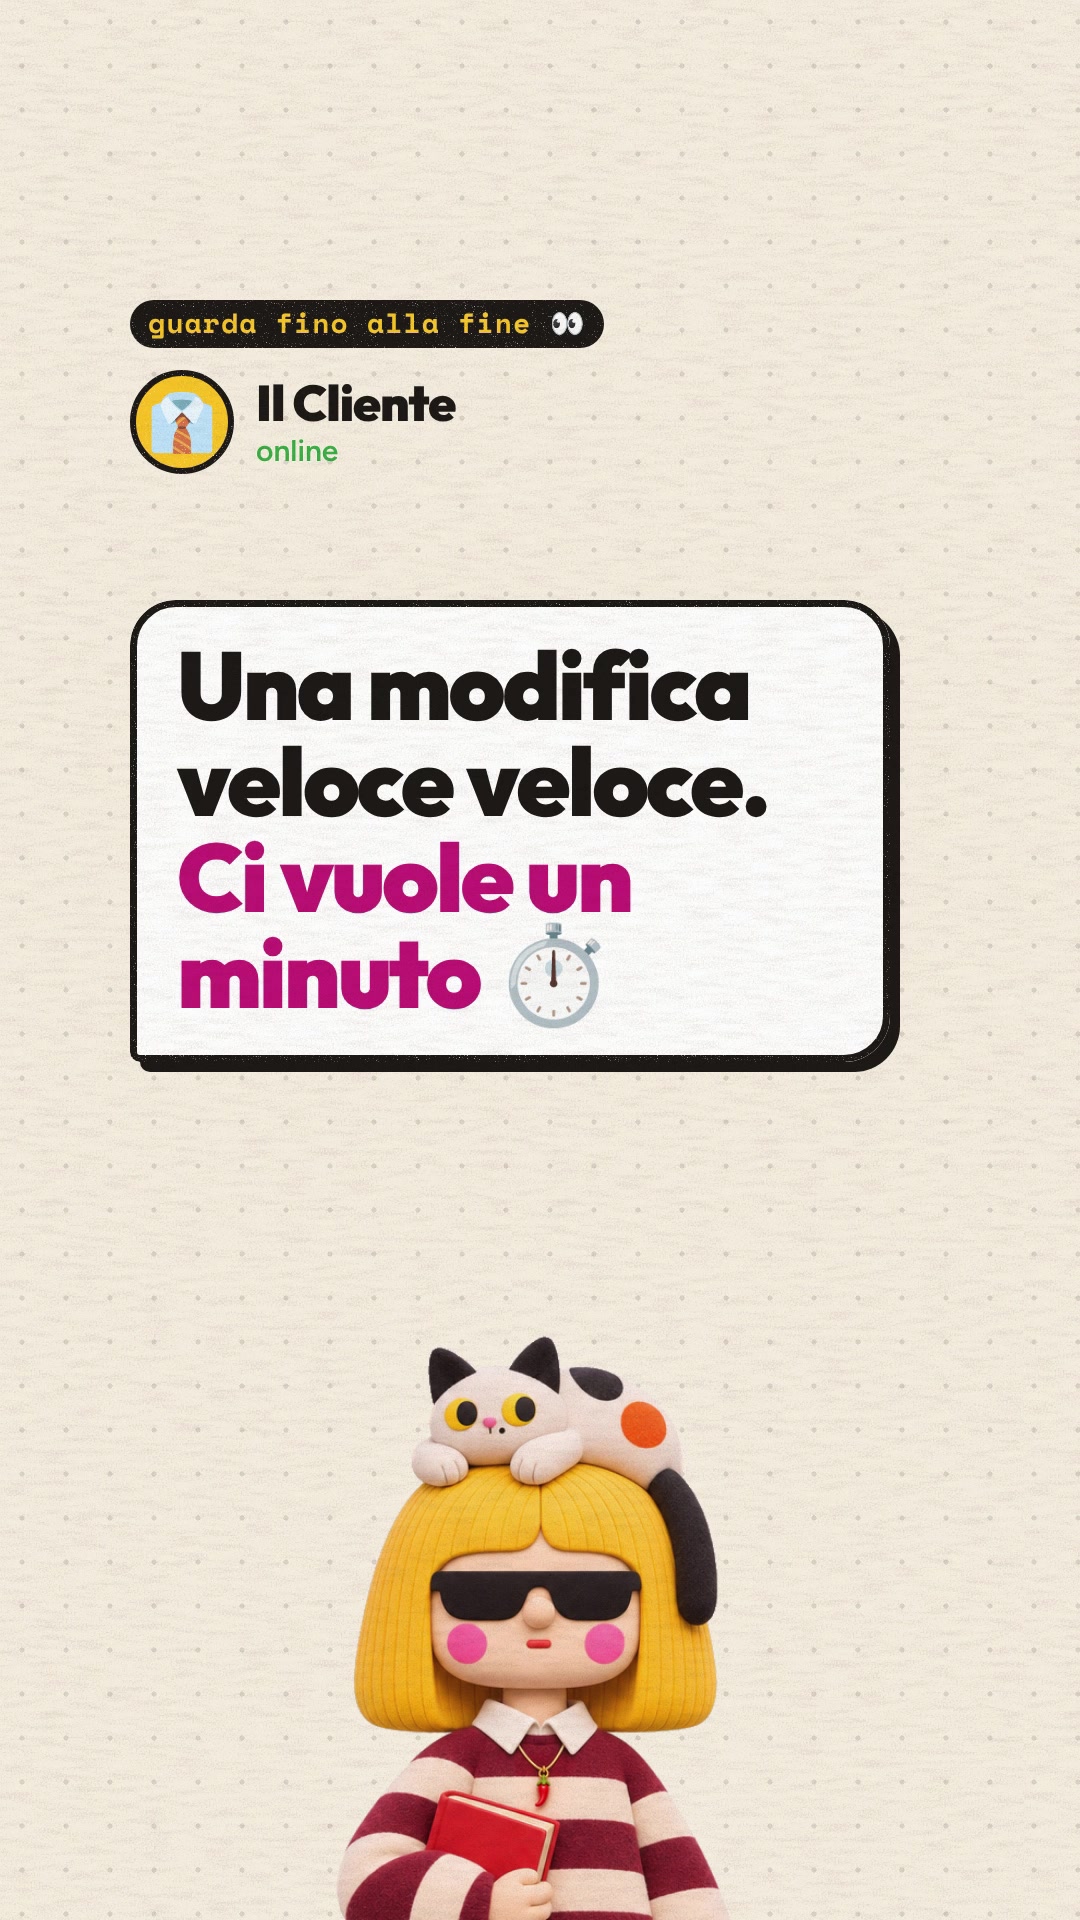 guarda fino alla fine 👀
Il Cliente
online
Una modifica
veloce veloce.
Ci vuole un
minuto ⏱️